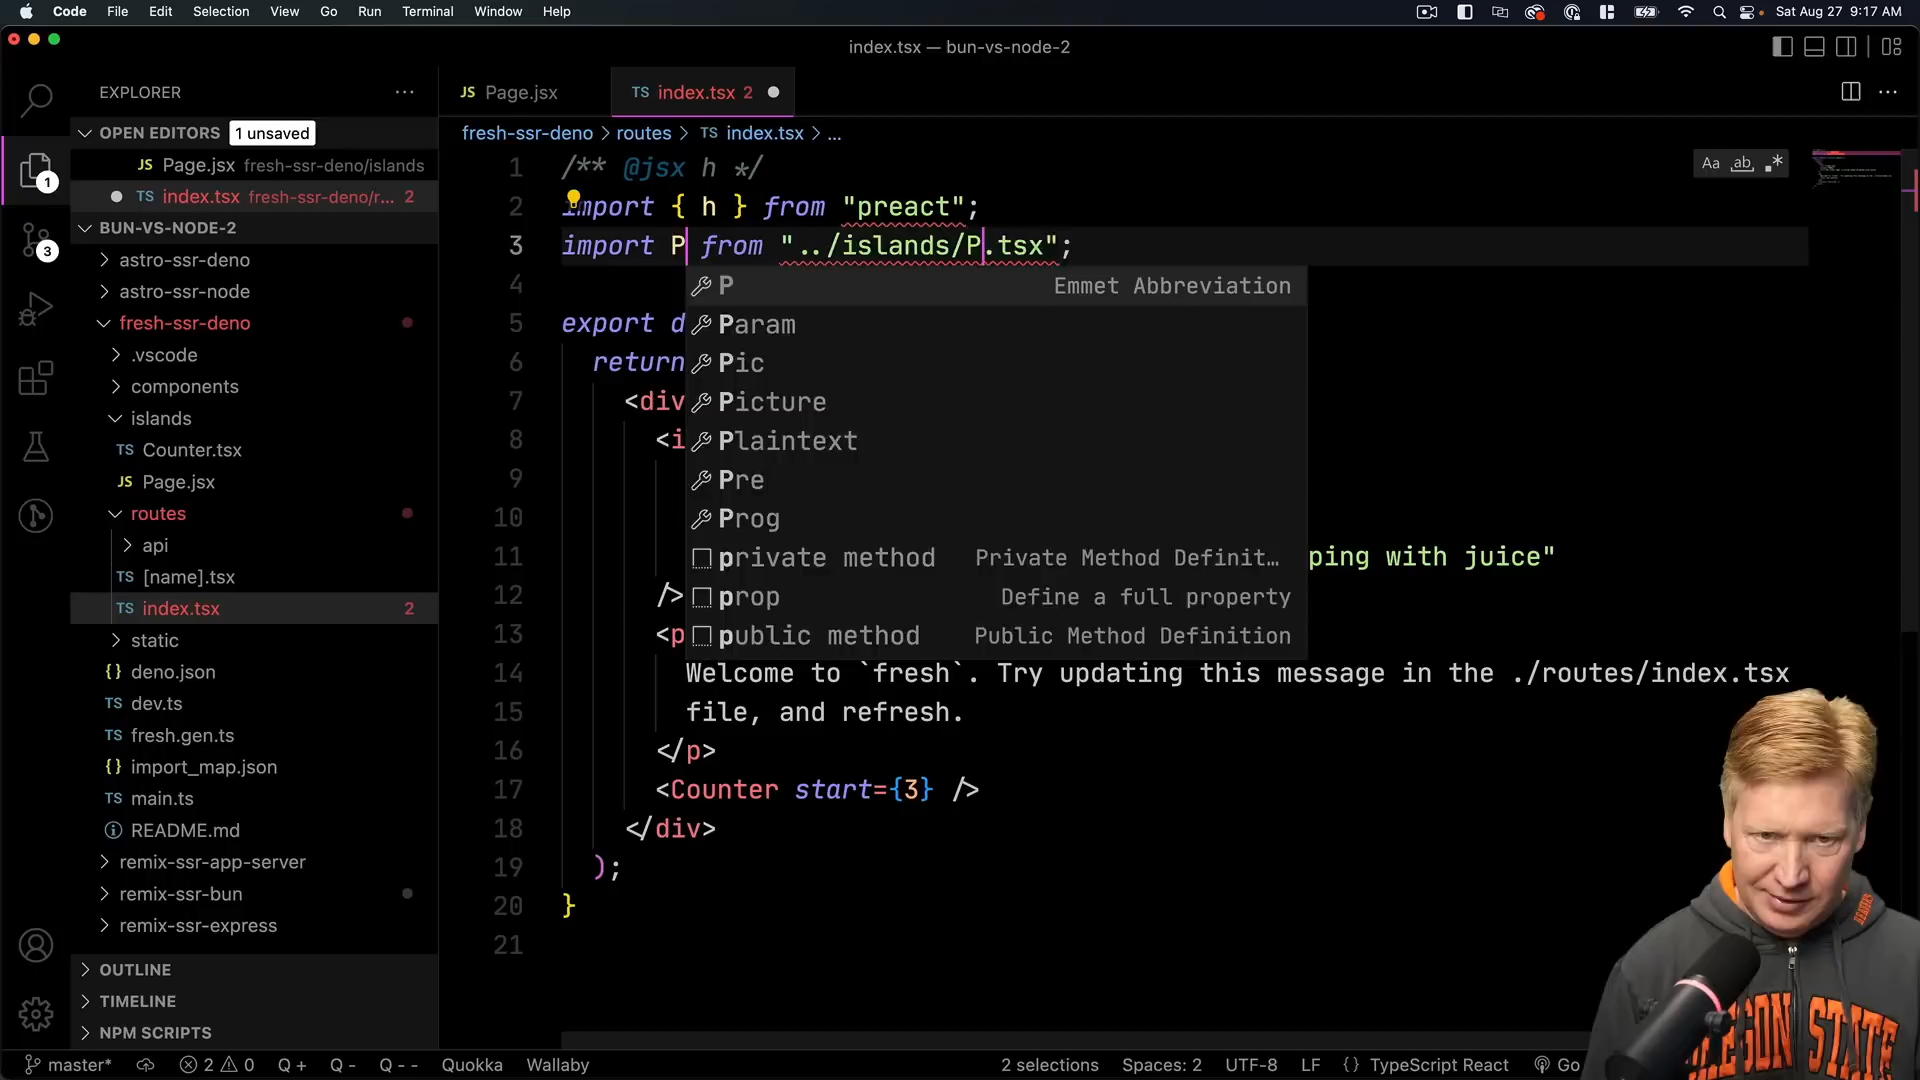 Code File Edit Selection View Go Run Terminal Window Help Sat Aug 27 9:17 AM
index.tsx — bun-vs-node-2
EXPLORER
JS Page.jsx TS index.tsx 2
OPEN EDITORS 1 unsaved
JS Page.jsx fresh-ssr-deno/islands
TS index.tsx fresh-ssr-deno/r... 2
BUN-VS-NODE-2
astro-ssr-deno
astro-ssr-node
fresh-ssr-deno
.vscode
components
islands
TS Counter.tsx
JS Page.jsx
routes
api
TS [name].tsx
TS index.tsx 2
static
{} deno.json
TS dev.ts
TS fresh.gen.ts
{} import_map.json
TS main.ts
README.md
remix-ssr-app-server
remix-ssr-bun
remix-ssr-express
OUTLINE
TIMELINE
NPM SCRIPTS
1
3
fresh-ssr-deno > routes > TS index.tsx > ...
Aa ab, .*
1 /** @jsx h */
2 import { h } from "preact";
3 import P from "../islands/P.tsx";
4
5 export d
6 return
7 <div
8 <i
9
10
11 ping with juice"
12 />
13 <p
14 Welcome to `fresh`. Try updating this message in the ./routes/index.tsx
15 file, and refresh.
16 </p>
17 <Counter start={3} />
18 </div>
19 );
20 }
21
P Emmet Abbreviation
Param
Pic
Picture
Plaintext
Pre
Prog
private method Private Method Definit...
prop Define a full property
public method Public Method Definition
master* 2 0 Q + Q - Q - - Quokka Wallaby 2 selections Spaces: 2 UTF-8 LF {} TypeScript React Go
OREGON STATE